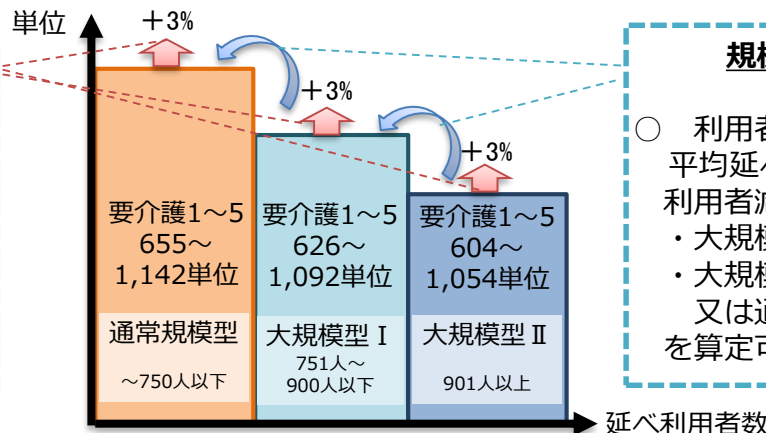 単位
+3%
+3%
+3%
要介護1~5
655~
1,142単位
通常規模型
~750人以下
要介護1~5
626~
1,092単位
大規模型Ⅰ
751人~
900人以下
要介護1~5
604~
1,054単位
大規模型Ⅱ
901人以上
延べ利用者数
規模
○ 利用者
平均延べ
利用者減
・大規模
・大規模
又は通
を算定可